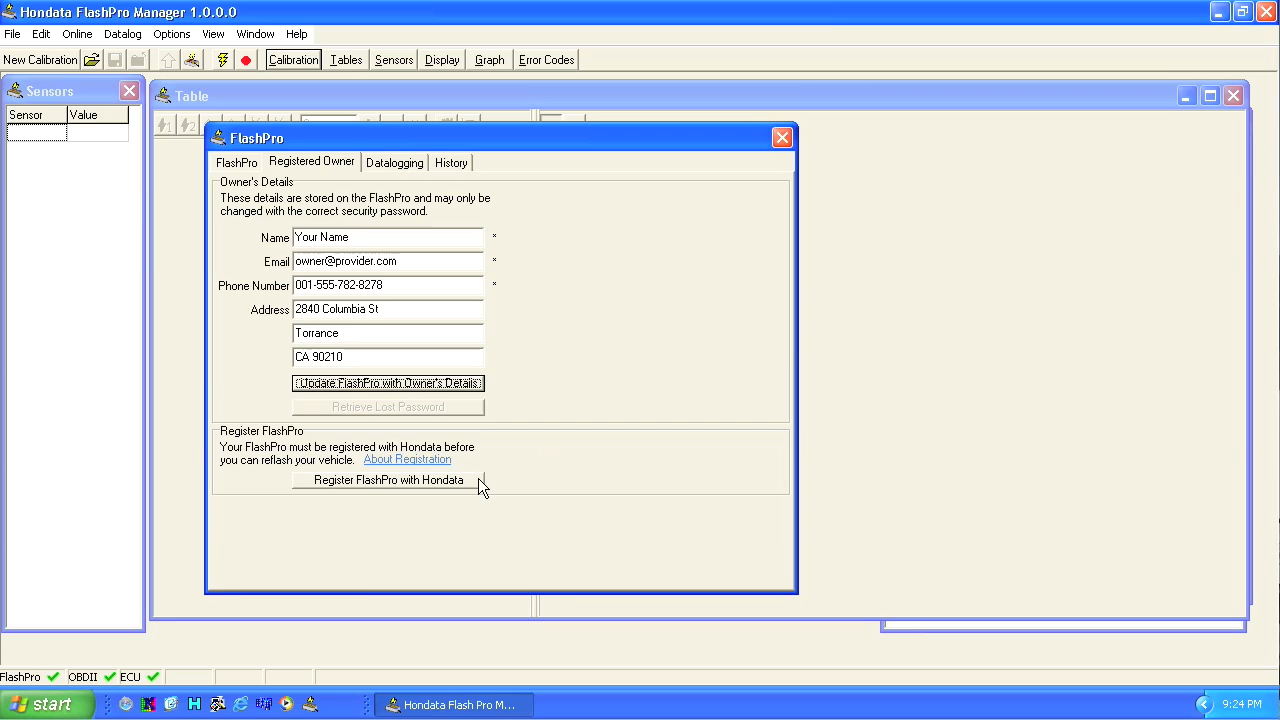 Hondata FlashPro Manager 1.0.0.0
File Edit Online Datalog Options View Window Help
New Calibration Calibration Tables Sensors Display Graph Error Codes
Sensors
Sensor Value
Table
1 2
FlashPro
FlashPro Registered Owner Datalogging History
Owner's Details
These details are stored on the FlashPro and may only be
changed with the correct security password.
Name Your Name *
Email owner@provider.com *
Phone Number 001-555-782-8278 *
Address 2840 Columbia St
Torrance
CA 90210
Update FlashPro with Owner's Details
Retrieve Lost Password
Register FlashPro
Your FlashPro must be registered with Hondata before
you can reflash your vehicle. About Registration
Register FlashPro with Hondata
FlashPro OBDII ECU
start Hondata Flash Pro M... 9:24 PM